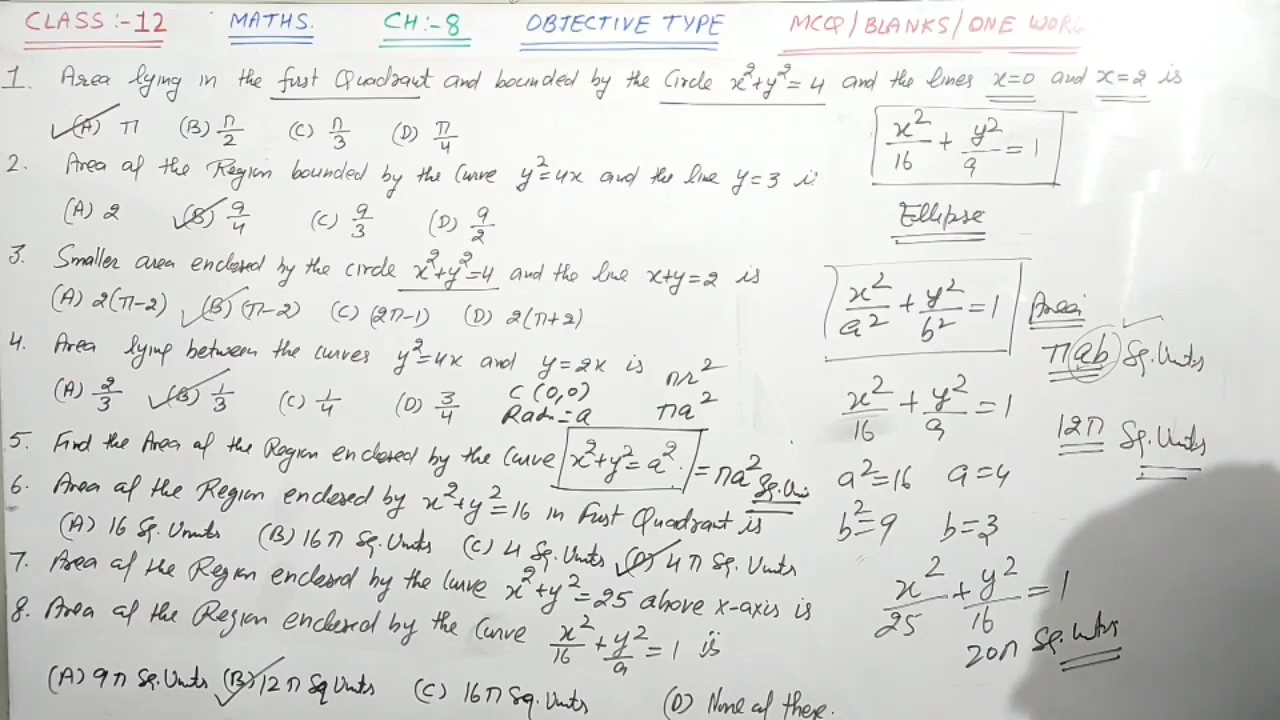 CLASS :- 12 MATHS. CH:-8 OBJECTIVE TYPE MCQ/BLANKS/ONE WORD
1. Area lying in the first Quadrant and bounded by the Circle x²+y²=4 and the lines x=0 and x=2 is
(A) π (B) π/2 (C) π/3 (D) π/4
2. Area of the Region bounded by the Curve y²=4x and the line y=3 is
(A) 2 (B) 9/4 (C) 9/3 (D) 9/2
3. Smaller area enclosed by the circle x²+y²=4 and the line x+y=2 is
(A) 2(π-2) (B) (π-2) (C) (2π-1) (D) 2(π+2)
4. Area lying between the curves y²=4x and y=2x is
(A) 2/3 (B) 1/3 (C) 1/4 (D) 3/4
C(0,0) πr²
Radi=a πa²
5. Find the Area of the Region enclosed by the Curve x²+y²=a². = πa² Sq.Uni
6. Area of the Region enclosed by x²+y²=16 in First Quadrant is
(A) 16 Sq. Units (B) 16π Sq. Units (C) 4 Sq. Units (D) 4π Sq. Units
7. Area of the Region enclosed by the Curve x²+y²=25 above x-axis is
8. Area of the Region enclosed by the Curve x²/16 + y²/9 = 1 is
(A) 9π Sq. Units (B) 12π Sq Units (C) 16π Sq. Units (D) None of these.
x²/16 + y²/9 = 1
Ellipse
x²/a² + y²/b² = 1 Area:
πab Sq. Units
x²/16 + y²/9 = 1
12π Sq. Units
a²=16 a=4
b²=9 b=3
x²/25 + y²/16 = 1
20π Sq. Units